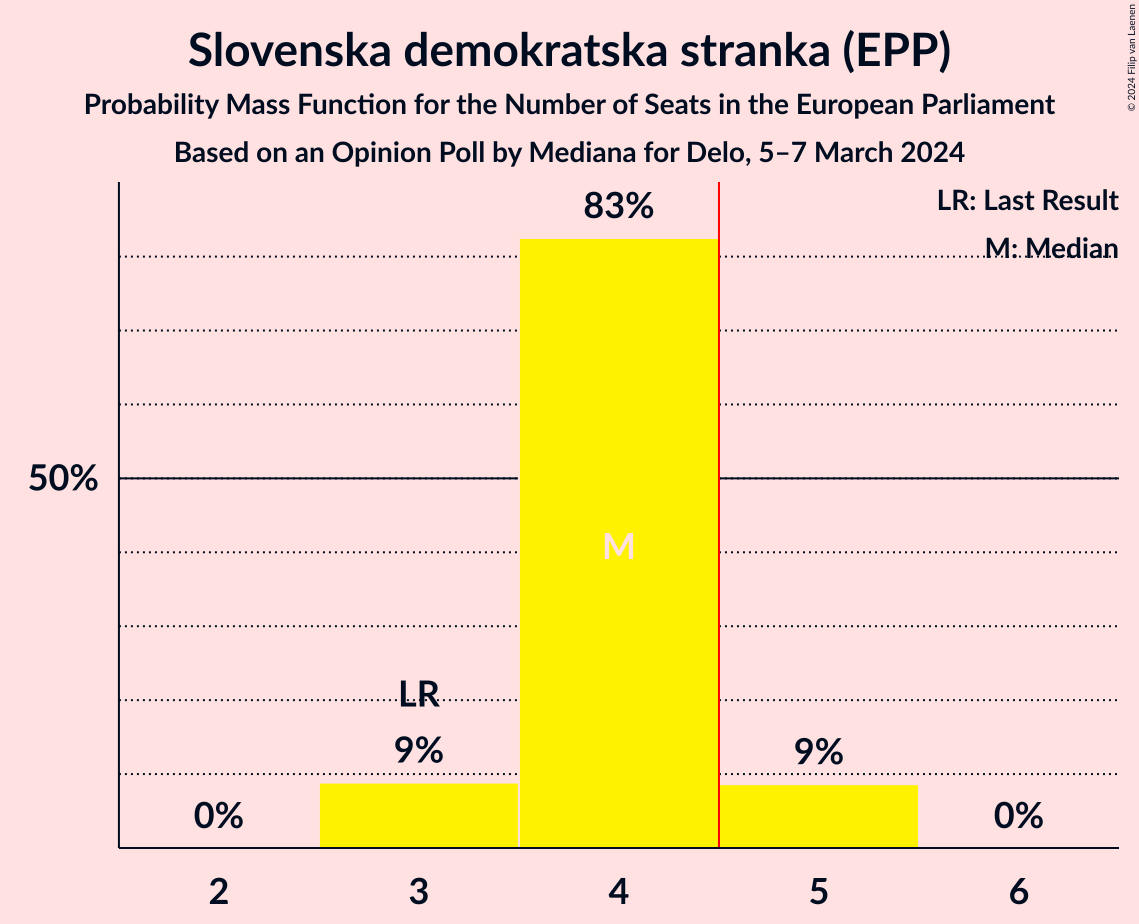 Slovenska demokratska stranka (EPP)
Probability Mass Function for the Number of Seats in the European Parliament
Based on an Opinion Poll by Mediana for Delo, 5–7 March 2024
© 2024 Filip van Laenen
LR: Last Result
M: Median
83%
50%
M
LR
9%
9%
0%
0%
2 3 4 5 6